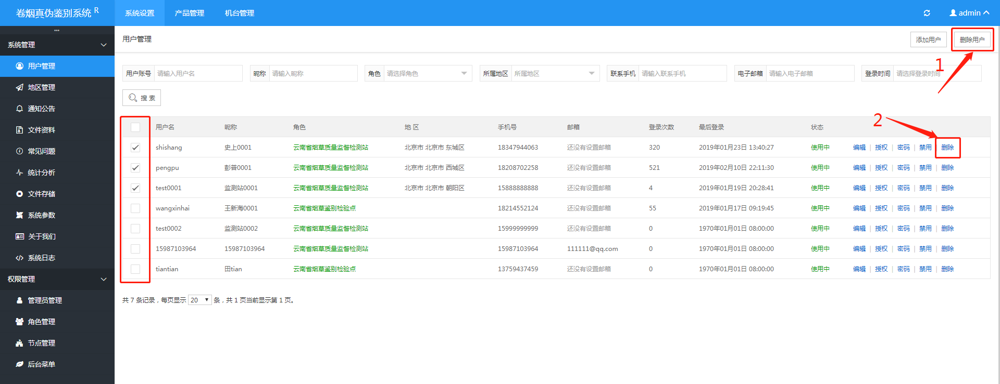 卷烟真伪鉴别系统 R
系统设置 产品管理 机台管理
admin
系统管理
用户管理
地区管理
通知公告
文件资料
常见问题
统计分析
文件存储
系统参数
关于我们
系统日志
权限管理
管理员管理
角色管理
节点管理
后台菜单
用户管理
添加用户 删除用户
1
用户账号 请输入用户名 昵称 请输入昵称 角色 请选择角色 所属地区 所属地区 联系手机 请输入联系手机 电子邮箱 请输入电子邮箱 登录时间 请选择登录时间
搜 索
2
用户名 昵称 角色 地 区 手机号 邮箱 登录次数 最后登录 状态
shishang 史上0001 云南省烟草质量监督检测站 北京市 北京市 东城区 18347944063 还没有设置邮箱 320 2019年01月23日 13:40:27 使用中 编辑 | 授权 | 密码 | 禁用 | 删除
pengpu 彭普0001 云南省烟草质量监督检测站 北京市 北京市 西城区 18208702258 还没有设置邮箱 521 2019年02月10日 22:11:30 使用中 编辑 | 授权 | 密码 | 禁用 | 删除
test0001 监测站0001 云南省烟草质量监督检测站 北京市 北京市 朝阳区 15888888888 还没有设置邮箱 4 2019年01月19日 20:28:41 使用中 编辑 | 授权 | 密码 | 禁用 | 删除
wangxinhai 王新海0001 云南省烟草鉴别检验点 18214552124 还没有设置邮箱 55 2019年01月17日 09:19:45 使用中 编辑 | 授权 | 密码 | 禁用 | 删除
test0002 监测站0002 云南省烟草质量监督检测站 15999999999 还没有设置邮箱 0 1970年01月01日 08:00:00 使用中 编辑 | 授权 | 密码 | 禁用 | 删除
15987103964 15987103964 云南省烟草质量监督检测站 15987103964 111111@qq.com 0 1970年01月01日 08:00:00 使用中 编辑 | 授权 | 密码 | 禁用 | 删除
tiantian 田tian 云南省烟草鉴别检验点 13759437459 还没有设置邮箱 0 1970年01月01日 08:00:00 使用中 编辑 | 授权 | 密码 | 禁用 | 删除
共 7 条记录，每页显示 20 条，共 1 页当前显示第 1 页。